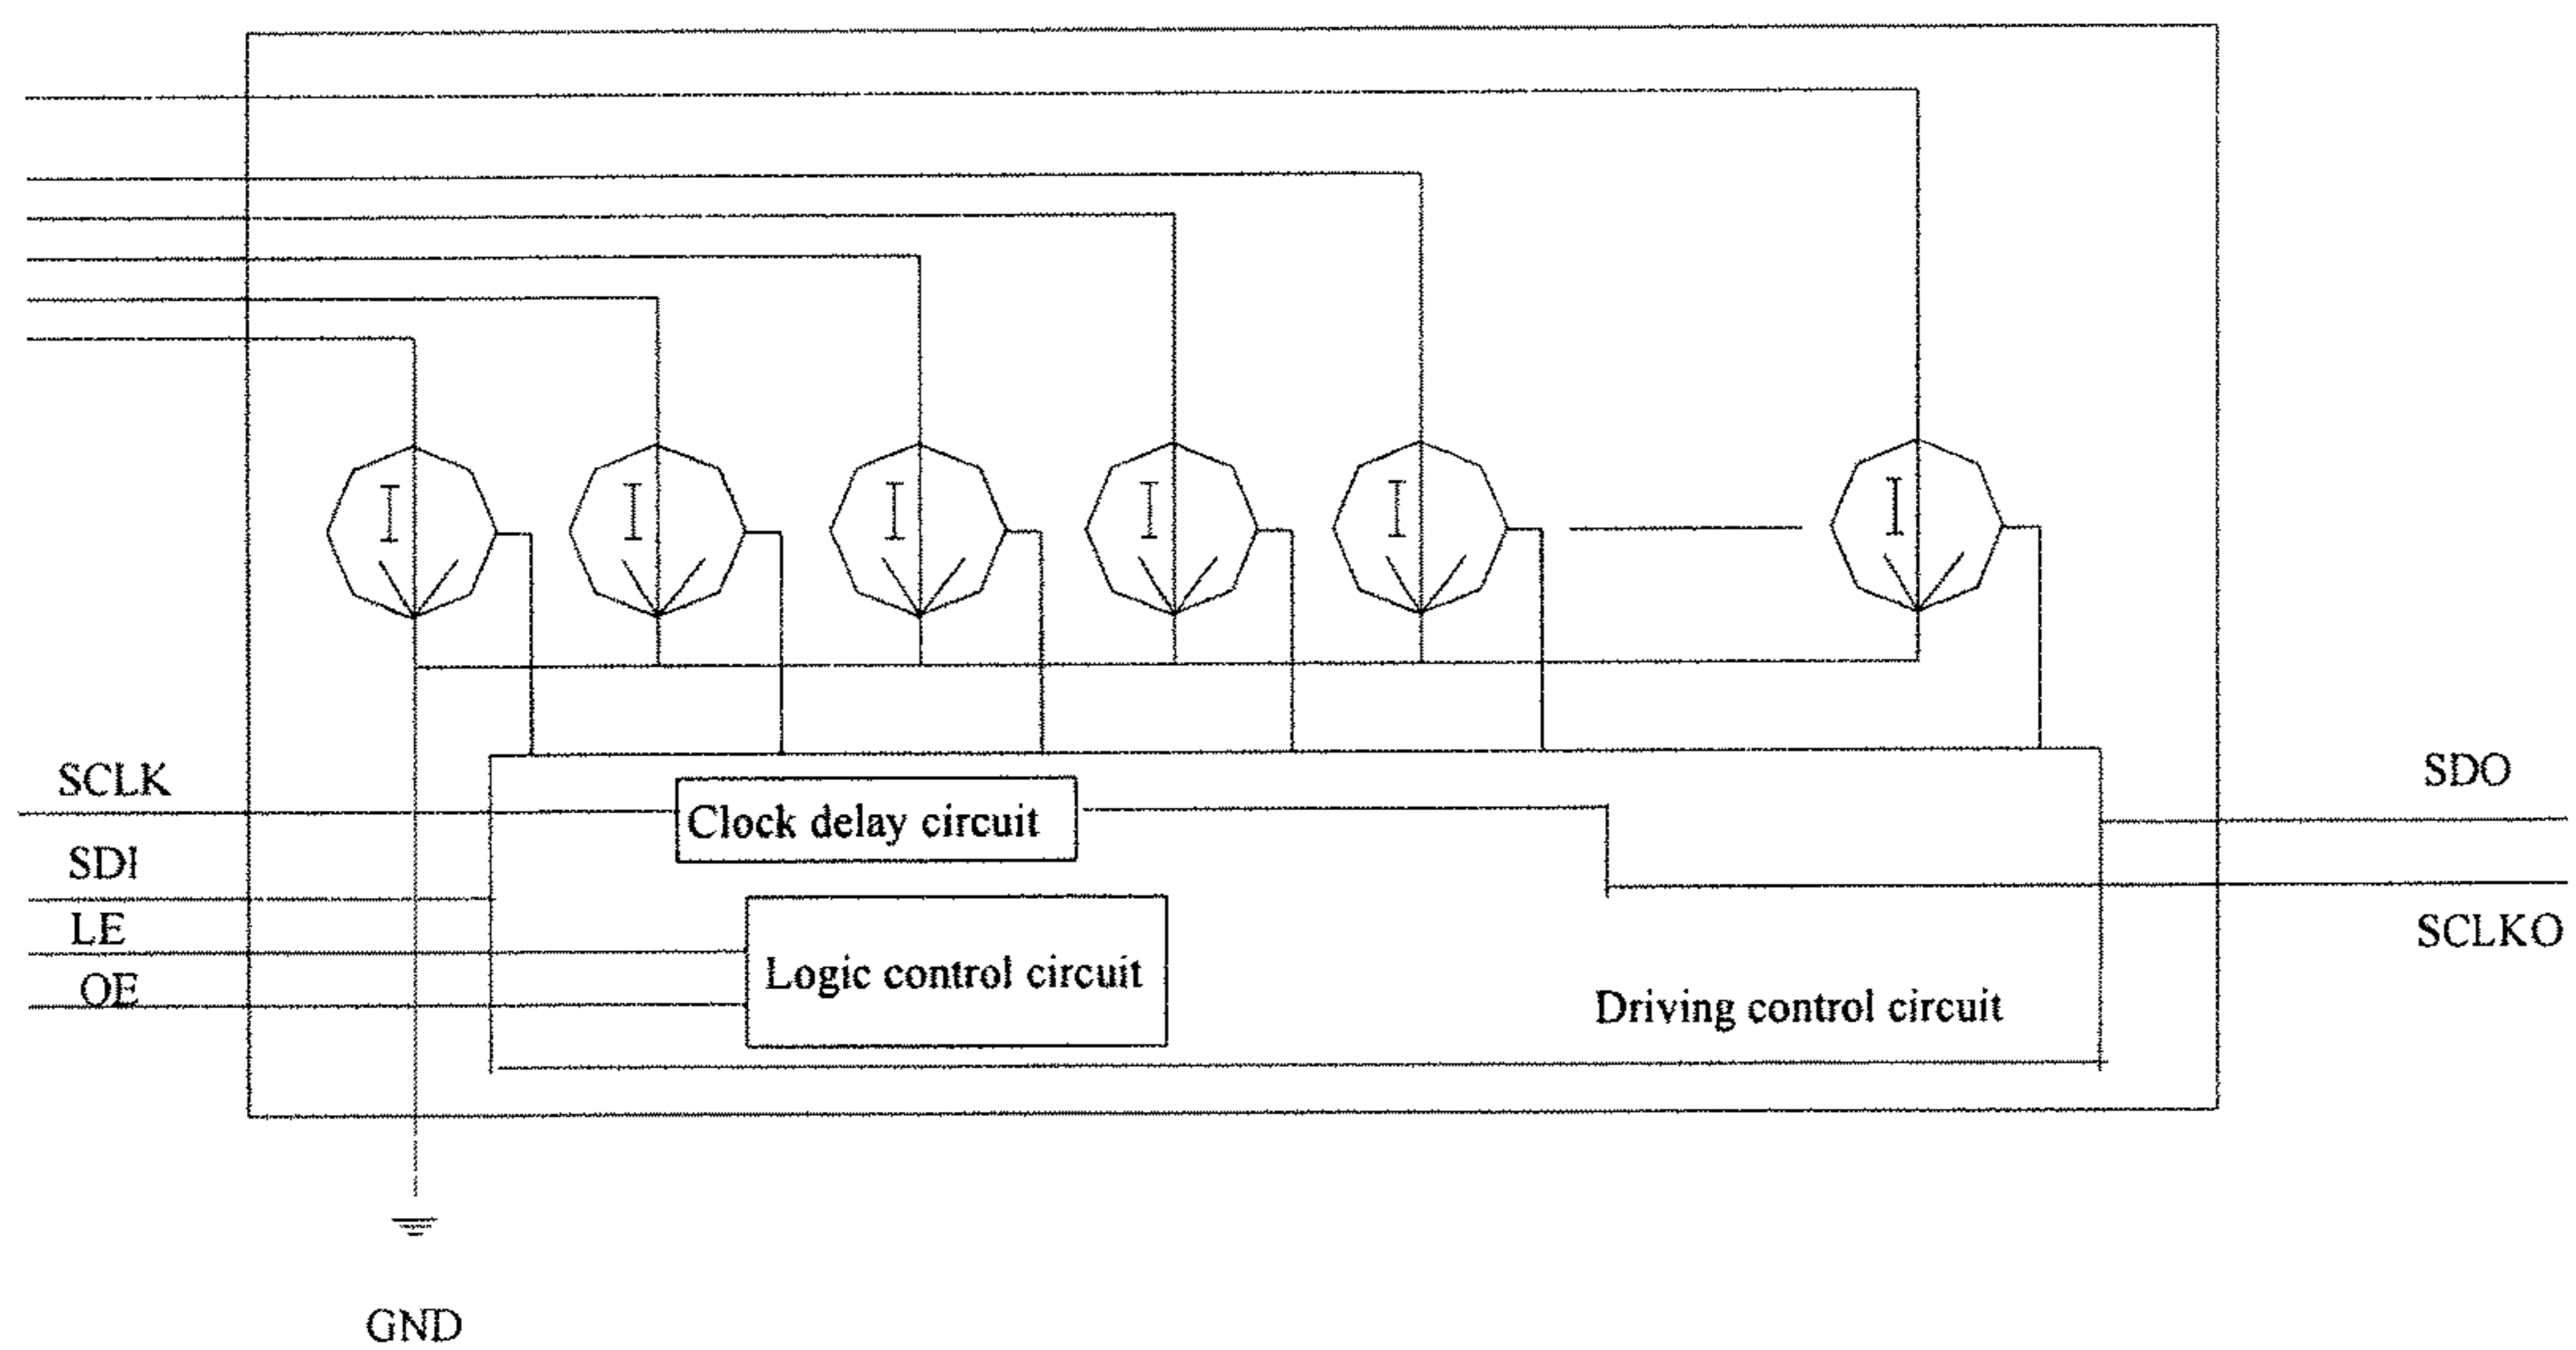 I I I I I I
SCLK
SDO
Clock delay circuit
SDI
LE
SCLKO
Logic control circuit
OE
Driving control circuit
GND